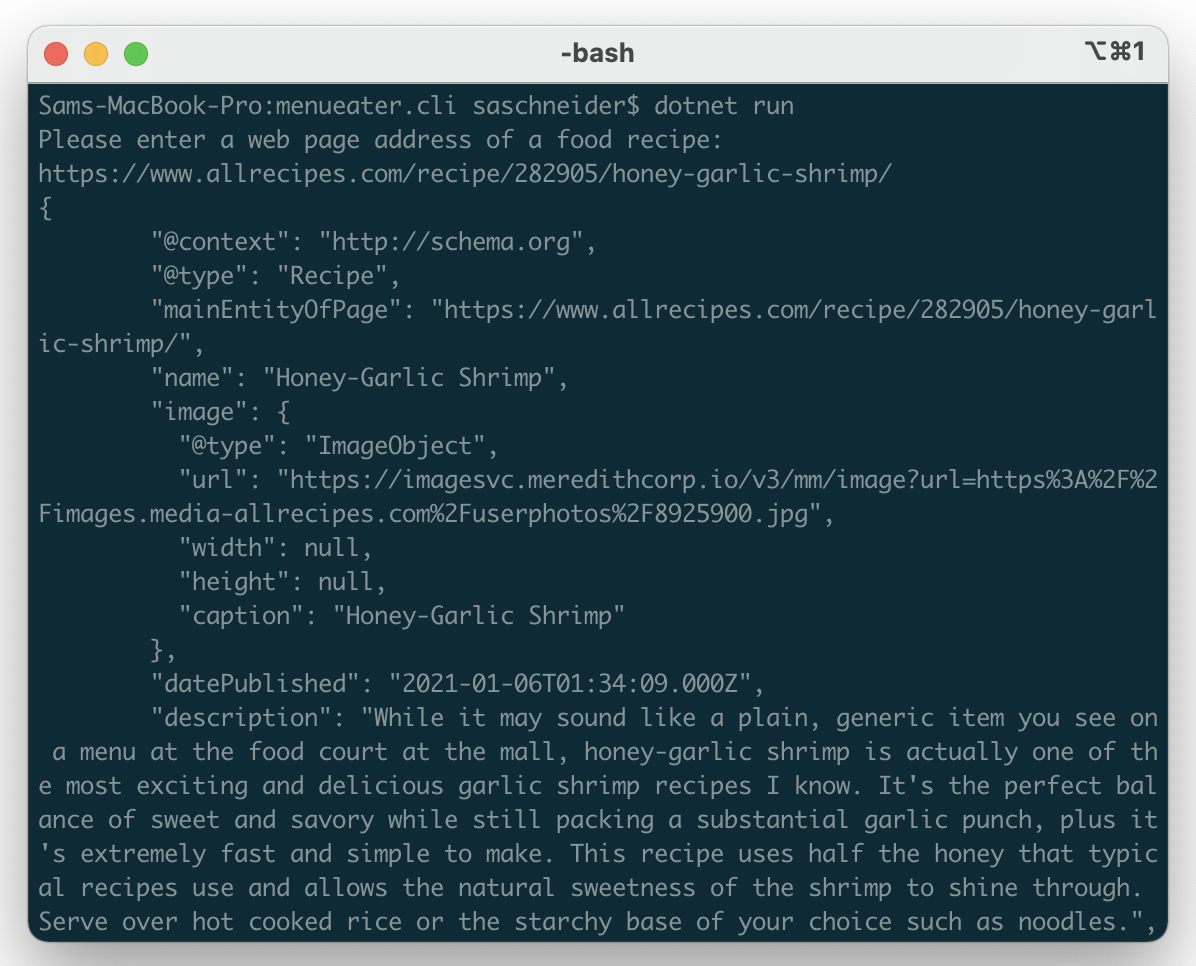 -bash
⌥⌘1
Sams-MacBook-Pro:menueater.cli saschneider$ dotnet run
Please enter a web page address of a food recipe:
https://www.allrecipes.com/recipe/282905/honey-garlic-shrimp/
{
        "@context": "http://schema.org",
        "@type": "Recipe",
        "mainEntityOfPage": "https://www.allrecipes.com/recipe/282905/honey-garl
ic-shrimp/",
        "name": "Honey-Garlic Shrimp",
        "image": {
          "@type": "ImageObject",
          "url": "https://imagesvc.meredithcorp.io/v3/mm/image?url=https%3A%2F%2
Fimages.media-allrecipes.com%2Fuserphotos%2F8925900.jpg",
          "width": null,
          "height": null,
          "caption": "Honey-Garlic Shrimp"
        },
        "datePublished": "2021-01-06T01:34:09.000Z",
        "description": "While it may sound like a plain, generic item you see on
 a menu at the food court at the mall, honey-garlic shrimp is actually one of th
e most exciting and delicious garlic shrimp recipes I know. It's the perfect bal
ance of sweet and savory while still packing a substantial garlic punch, plus it
's extremely fast and simple to make. This recipe uses half the honey that typic
al recipes use and allows the natural sweetness of the shrimp to shine through.
Serve over hot cooked rice or the starchy base of your choice such as noodles.",